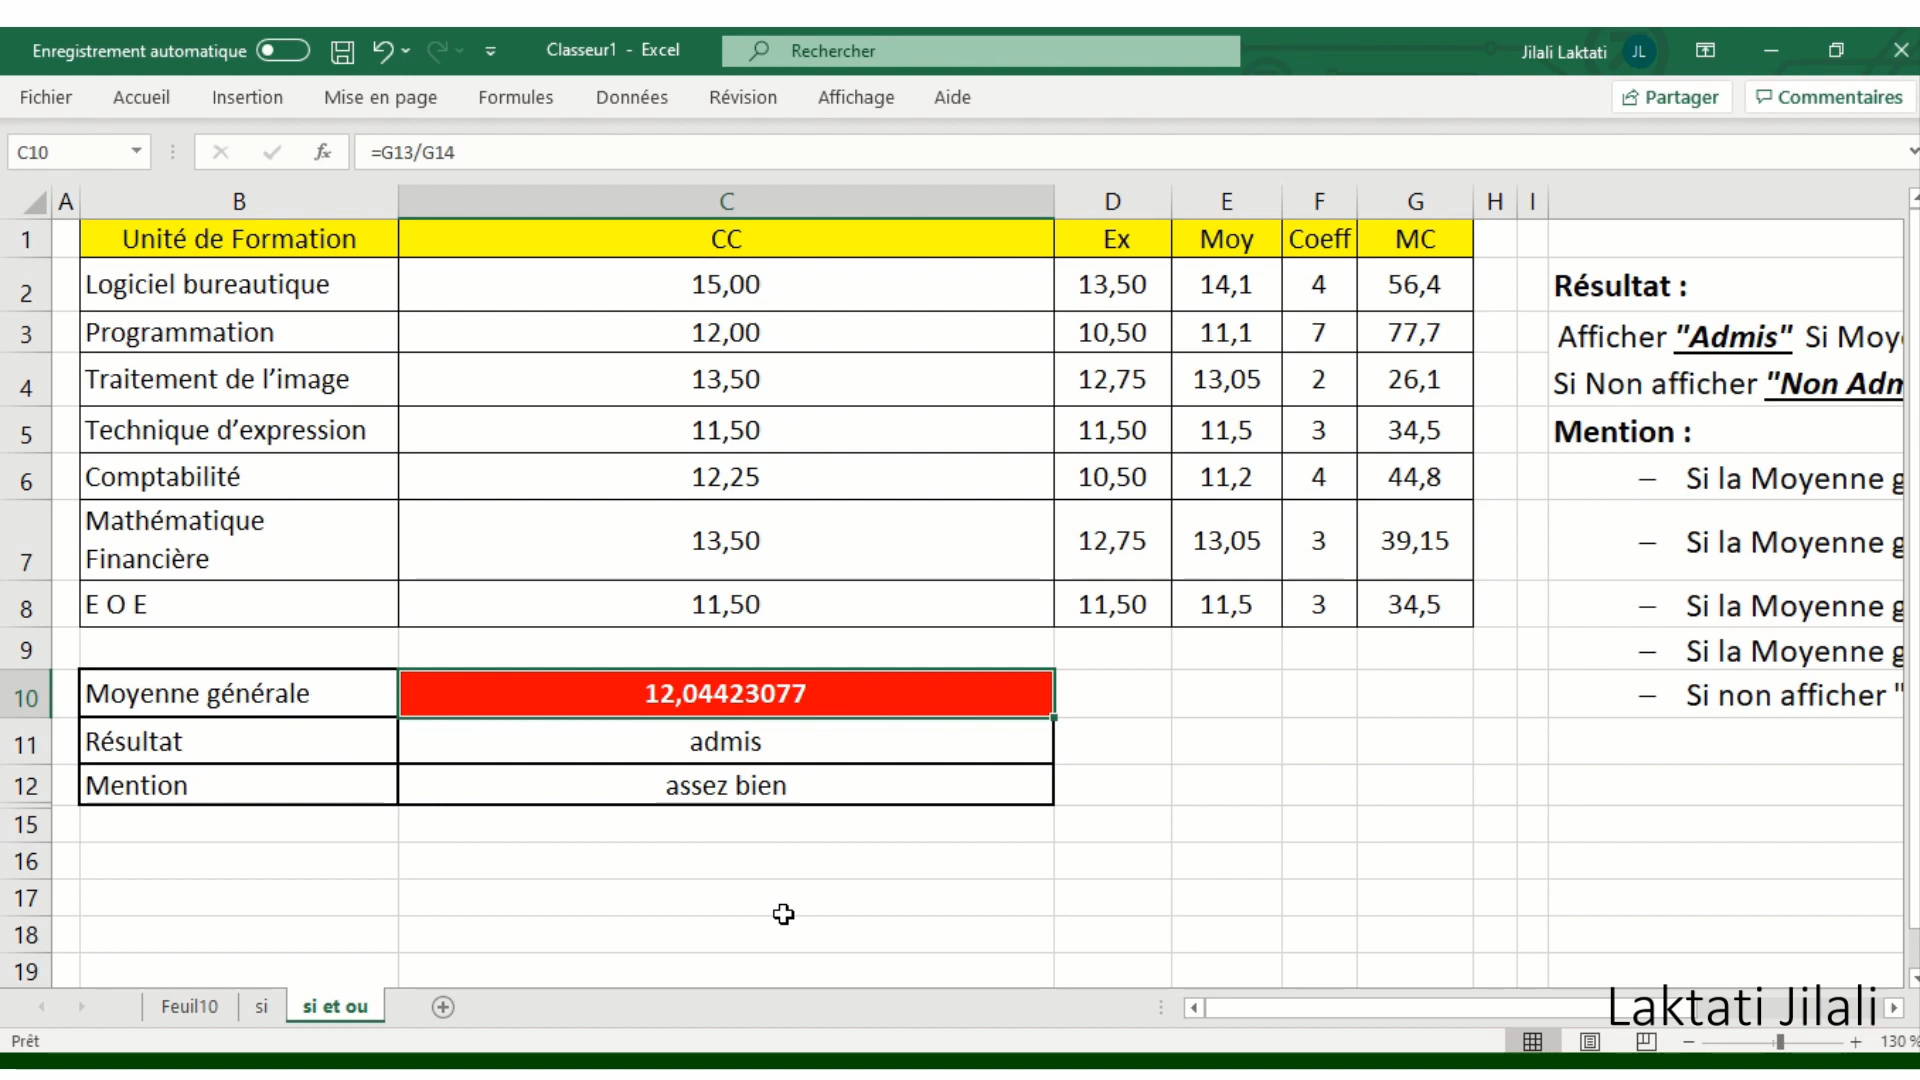 Enregistrement automatique Classeur1 - Excel Rechercher Jilali Laktati JL
Fichier Accueil Insertion Mise en page Formules Données Révision Affichage Aide Partager Commentaires
C10 fx =G13/G14
A B C D E F G H I
1 Unité de Formation CC Ex Moy Coeff MC
2 Logiciel bureautique 15,00 13,50 14,1 4 56,4 Résultat :
3 Programmation 12,00 10,50 11,1 7 77,7 Afficher "Admis" Si Moy
4 Traitement de l’image 13,50 12,75 13,05 2 26,1 Si Non afficher "Non Adm
5 Technique d’expression 11,50 11,50 11,5 3 34,5 Mention :
6 Comptabilité 12,25 10,50 11,2 4 44,8 – Si la Moyenne g
7 Mathématique
Financière 13,50 12,75 13,05 3 39,15 – Si la Moyenne g
8 E O E 11,50 11,50 11,5 3 34,5 – Si la Moyenne g
9 – Si la Moyenne g
10 Moyenne générale 12,04423077 – Si non afficher "
11 Résultat admis
12 Mention assez bien
15
16
17
18
19
Feuil10 si si et ou Laktati Jilali
Prêt 130 %